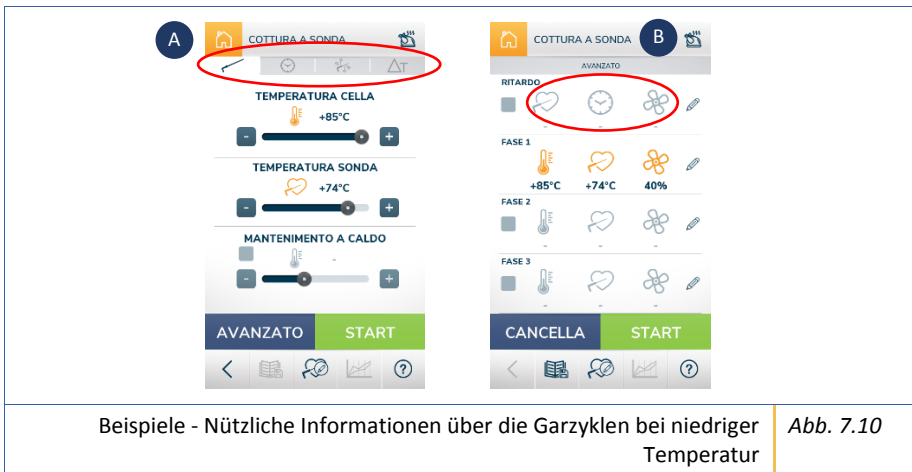 A
COTTURA A SONDA
ΔT
TEMPERATURA CELLA
+85°C
- +
TEMPERATURA SONDA
+74°C
- +
MANTENIMENTO A CALDO
-
- +
AVANZATO START
?
COTTURA A SONDA
B
AVANZATO
RITARDO
- - -
FASE 1
+85°C +74°C 40%
FASE 2
- - -
FASE 3
- - -
CANCELLA START
?
Beispiele - Nützliche Informationen über die Garzyklen bei niedriger
Temperatur
Abb. 7.10